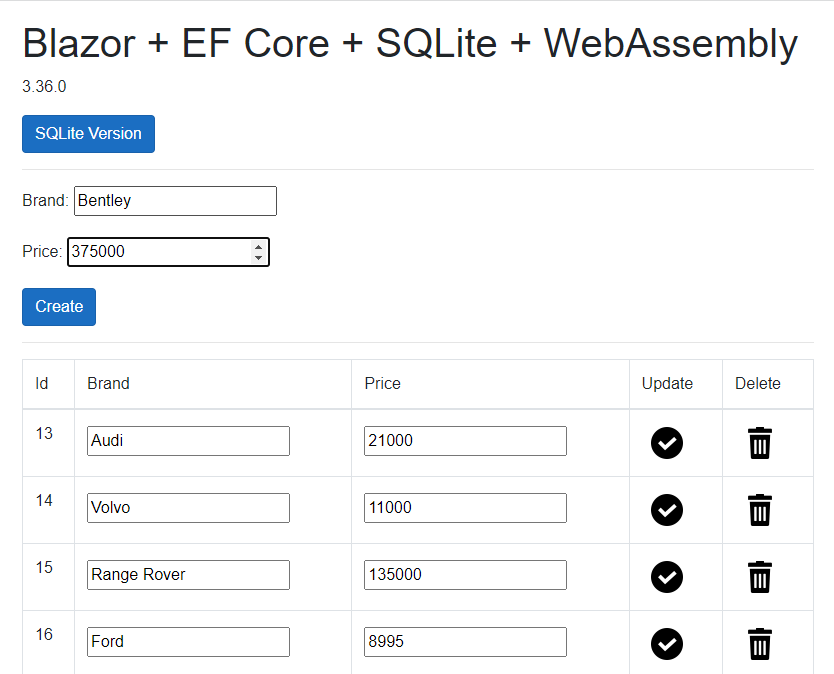 Blazor + EF Core + SQLite + WebAssembly
3.36.0
SQLite Version
Brand: Bentley
Price: 375000
Create
Id Brand Price Update Delete
13 Audi 21000
14 Volvo 11000
15 Range Rover 135000
16 Ford 8995